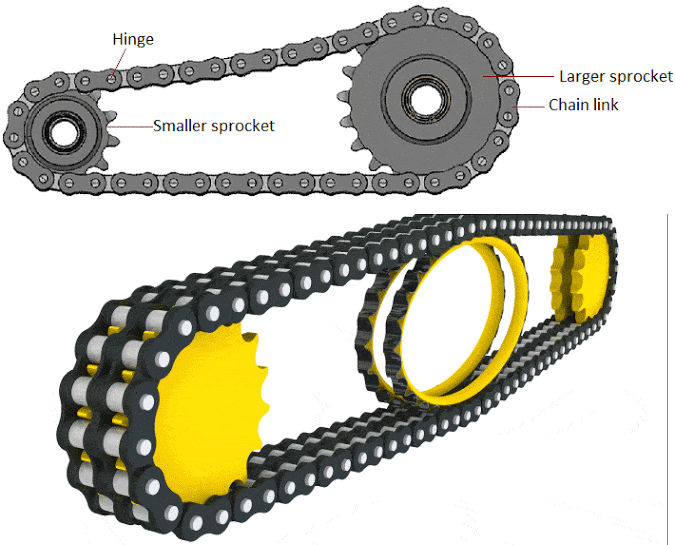 Hinge
Larger sprocket
Chain link
Smaller sprocket